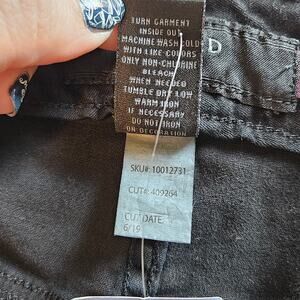 TURN GARMENT
INSIDE OUT
MACHINE WASH COLD
WITH LIKE COLORS
ONLY NON-CHLORINE
BLEACH
WHEN NEEDED
TUMBLE DRY LOW
WARM IRON
IF NECESSARY
DO NOT IRON
ON DECORATION
D
SKU#: 10012731
CUT#: 409264
CUT DATE:
6/19